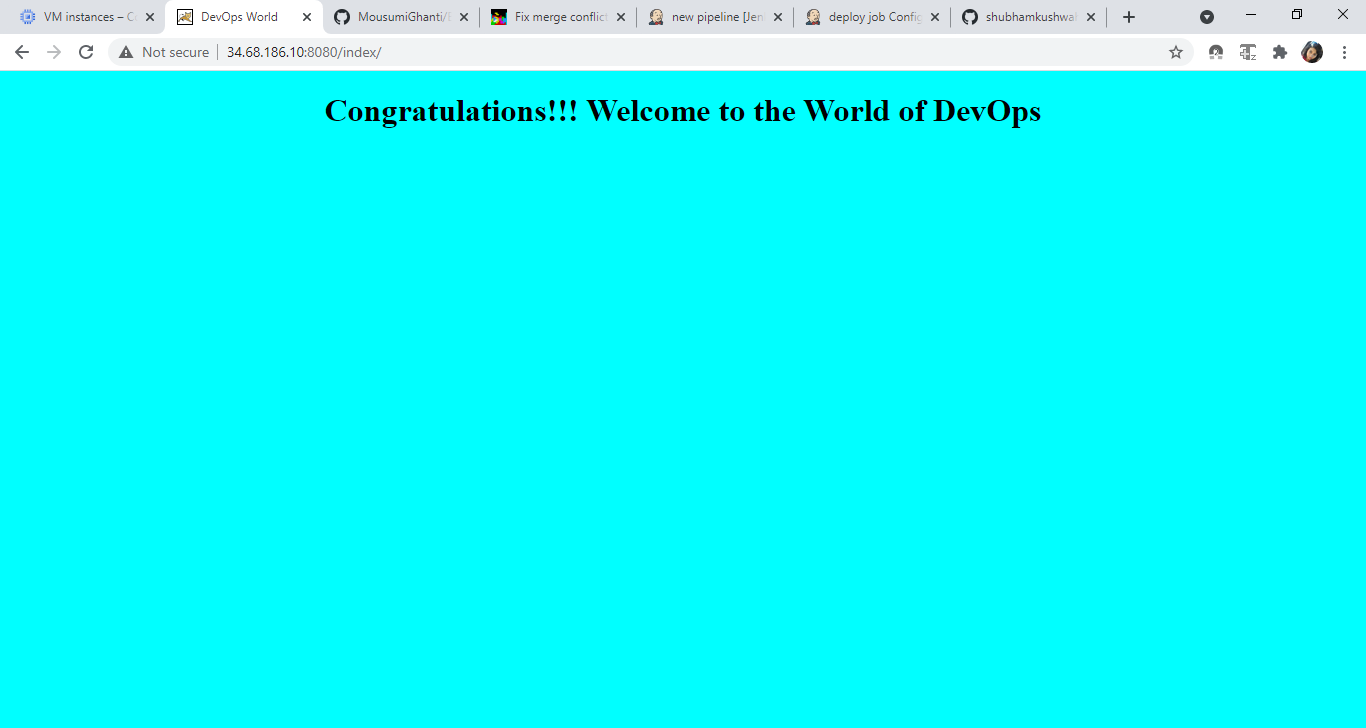 VM instances – C
DevOps World
MousumiGhanti/
Fix merge conflict
new pipeline [Jen
deploy job Config
shubhamkushwa
Not secure
34.68.186.10:8080/index/
Congratulations!!! Welcome to the World of DevOps